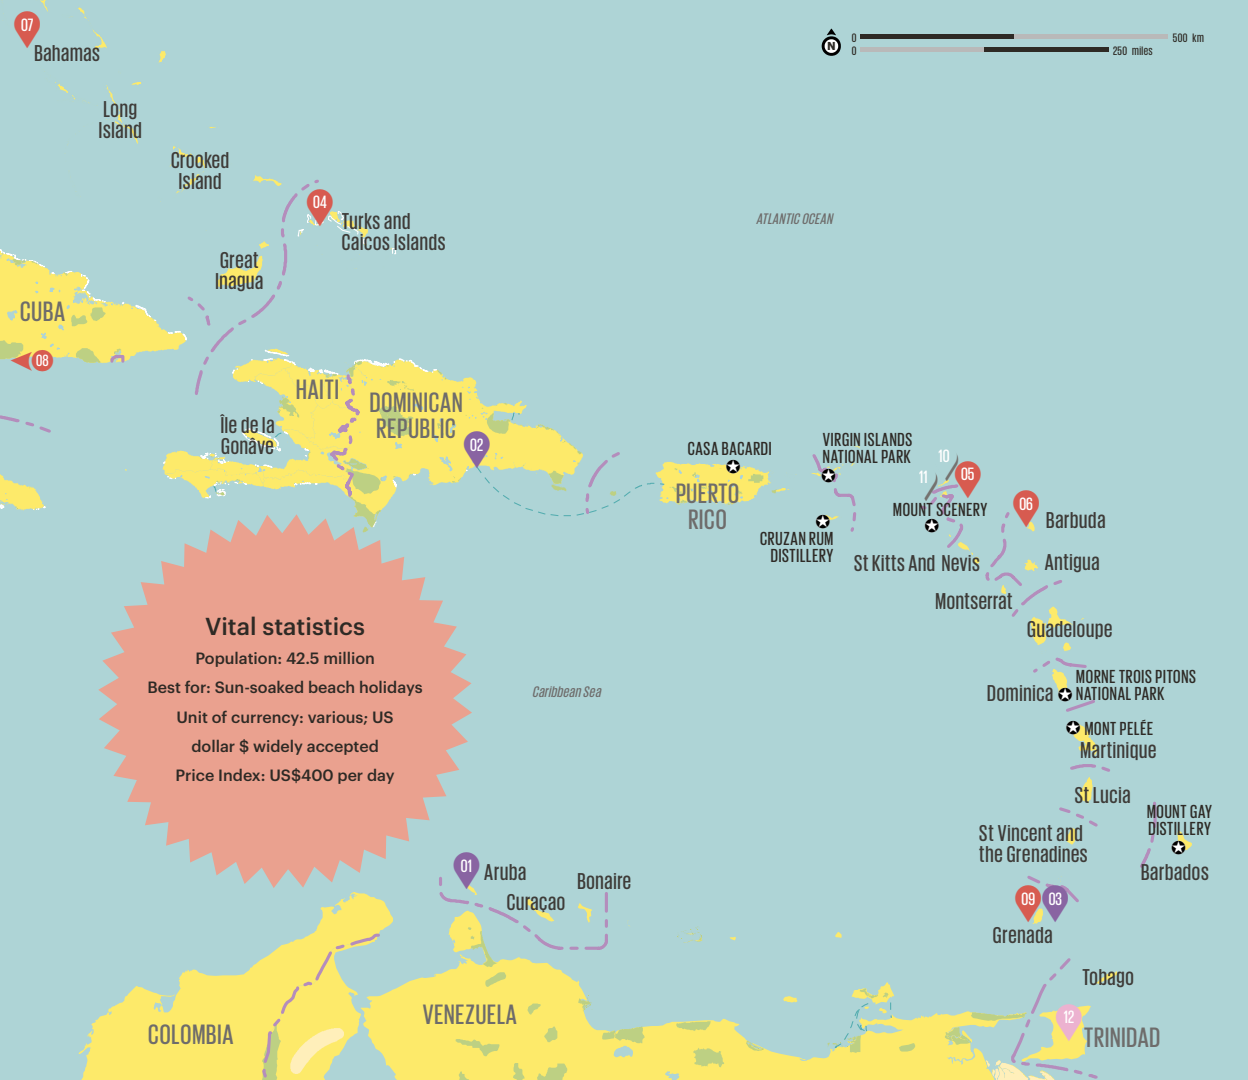 07
Bahamas
N
0
500 km
0
250 miles
Long
Island
Crooked
Island
04
Turks and
Caicos Islands
ATLANTIC OCEAN
Great
Inagua
CUBA
08
HAITI
DOMINICAN
REPUBLIC
Île de la
Gonâve
02
CASA BACARDI
PUERTO
RICO
VIRGIN ISLANDS
NATIONAL PARK
10
11
05
MOUNT SCENERY
06
Barbuda
CRUZAN RUM
DISTILLERY
St Kitts And Nevis
Antigua
Montserrat
Guadeloupe
Vital statistics
Population: 42.5 million
Best for: Sun-soaked beach holidays
Unit of currency: various; US
dollar $ widely accepted
Price Index: US$400 per day
Caribbean Sea
Dominica
MORNE TROIS PITONS
NATIONAL PARK
MONT PELÉE
Martinique
St Lucia
MOUNT GAY
DISTILLERY
St Vincent and
the Grenadines
Barbados
01
Aruba
Curaçao
Bonaire
09
03
Grenada
Tobago
12
TRINIDAD
VENEZUELA
COLOMBIA